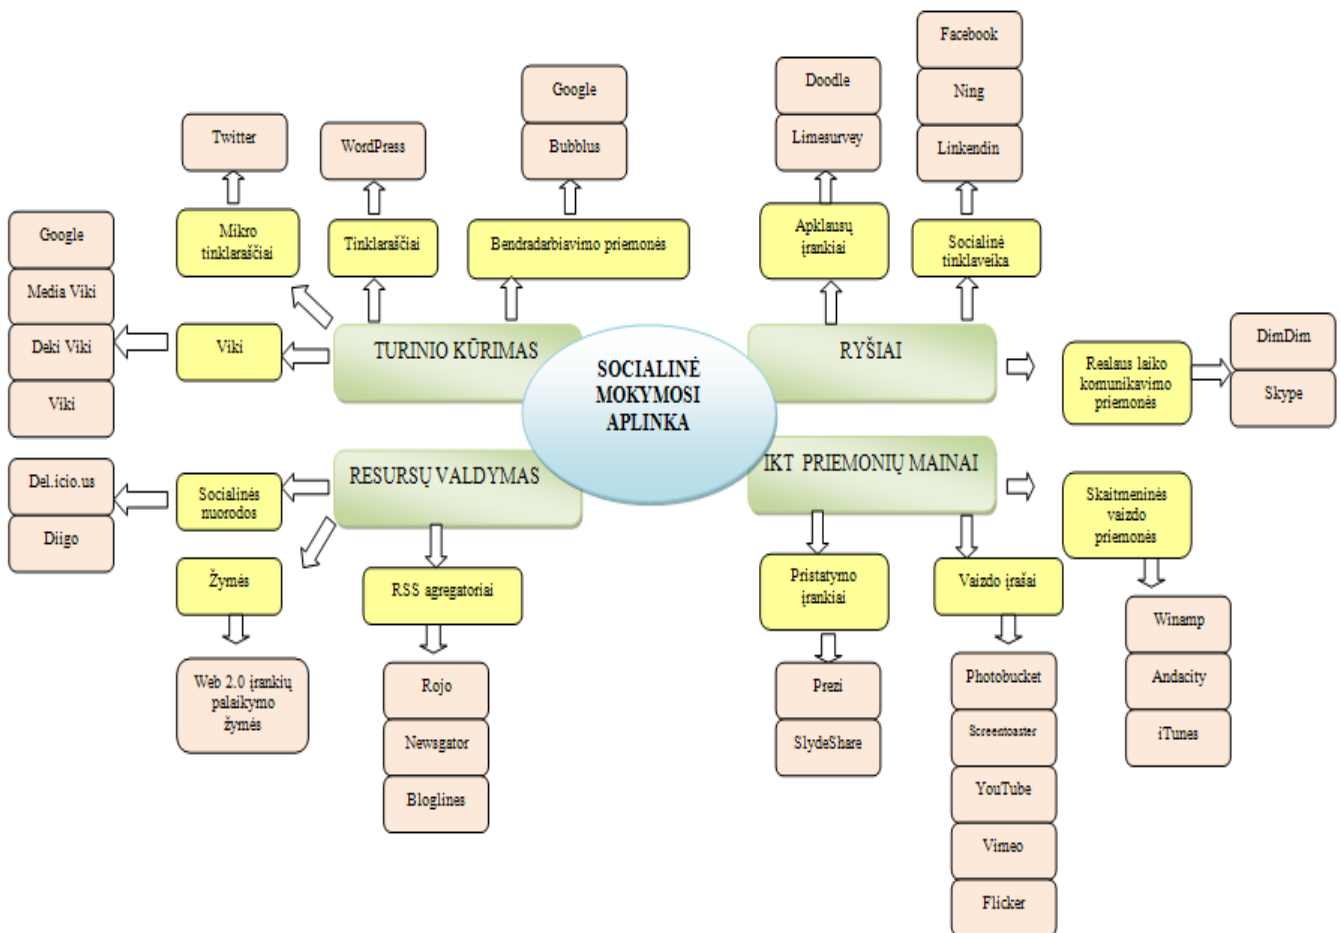 Facebook
Ning
Linkendin
Doodle
Limesurvey
Google
Bubblus
Twitter
WordPress
Mikro
tinklaraščiai
Tinklaraščiai
Bendradarbiavimo priemonės
Apklausų
įrankiai
Socialinė
tinklaveika
Google
Media Viki
Deki Viki
Viki
Viki
TURINIO KŪRIMAS
SOCIALINĖ
MOKYMOSI
APLINKA
RYŠIAI
Realaus laiko
komunikavimo
priemonės
DimDim
Skype
Del.icio.us
Diigo
Socialinės
nuorodos
RESURSŲ VALDYMAS
IKT PRIEMONIŲ MAINAI
Skaitmeninės
vaizdo
priemonės
Žymės
RSS agregatoriai
Pristatymo
įrankiai
Vaizdo įrašai
Web 2.0 įrankių
palaikymo
žymės
Rojo
Newsgator
Bloglines
Prezi
SlydeShare
Photobucket
Screentoaster
YouTube
Vimeo
Flicker
Winamp
Andacity
iTunes